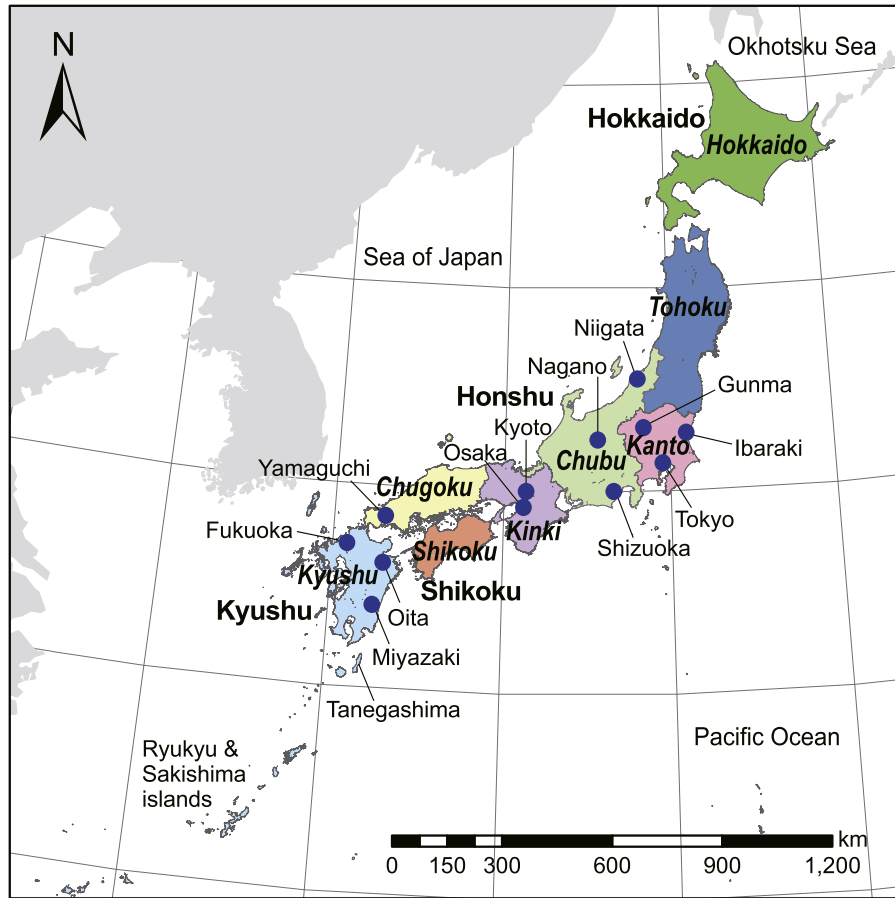 N
Okhotsku Sea
Hokkaido
Hokkaido
Sea of Japan
Tohoku
Niigata
Nagano
Gunma
Honshu
Kyoto
Ibaraki
Kanto
Osaka
Chubu
Yamaguchi
Chugoku
Tokyo
Fukuoka
Kinki
Shizuoka
Shikoku
Kyushu
Shikoku
Kyushu
Oita
Miyazaki
Tanegashima
Pacific Ocean
Ryukyu &
Sakishima
islands
km
0 150 300 600 900 1,200